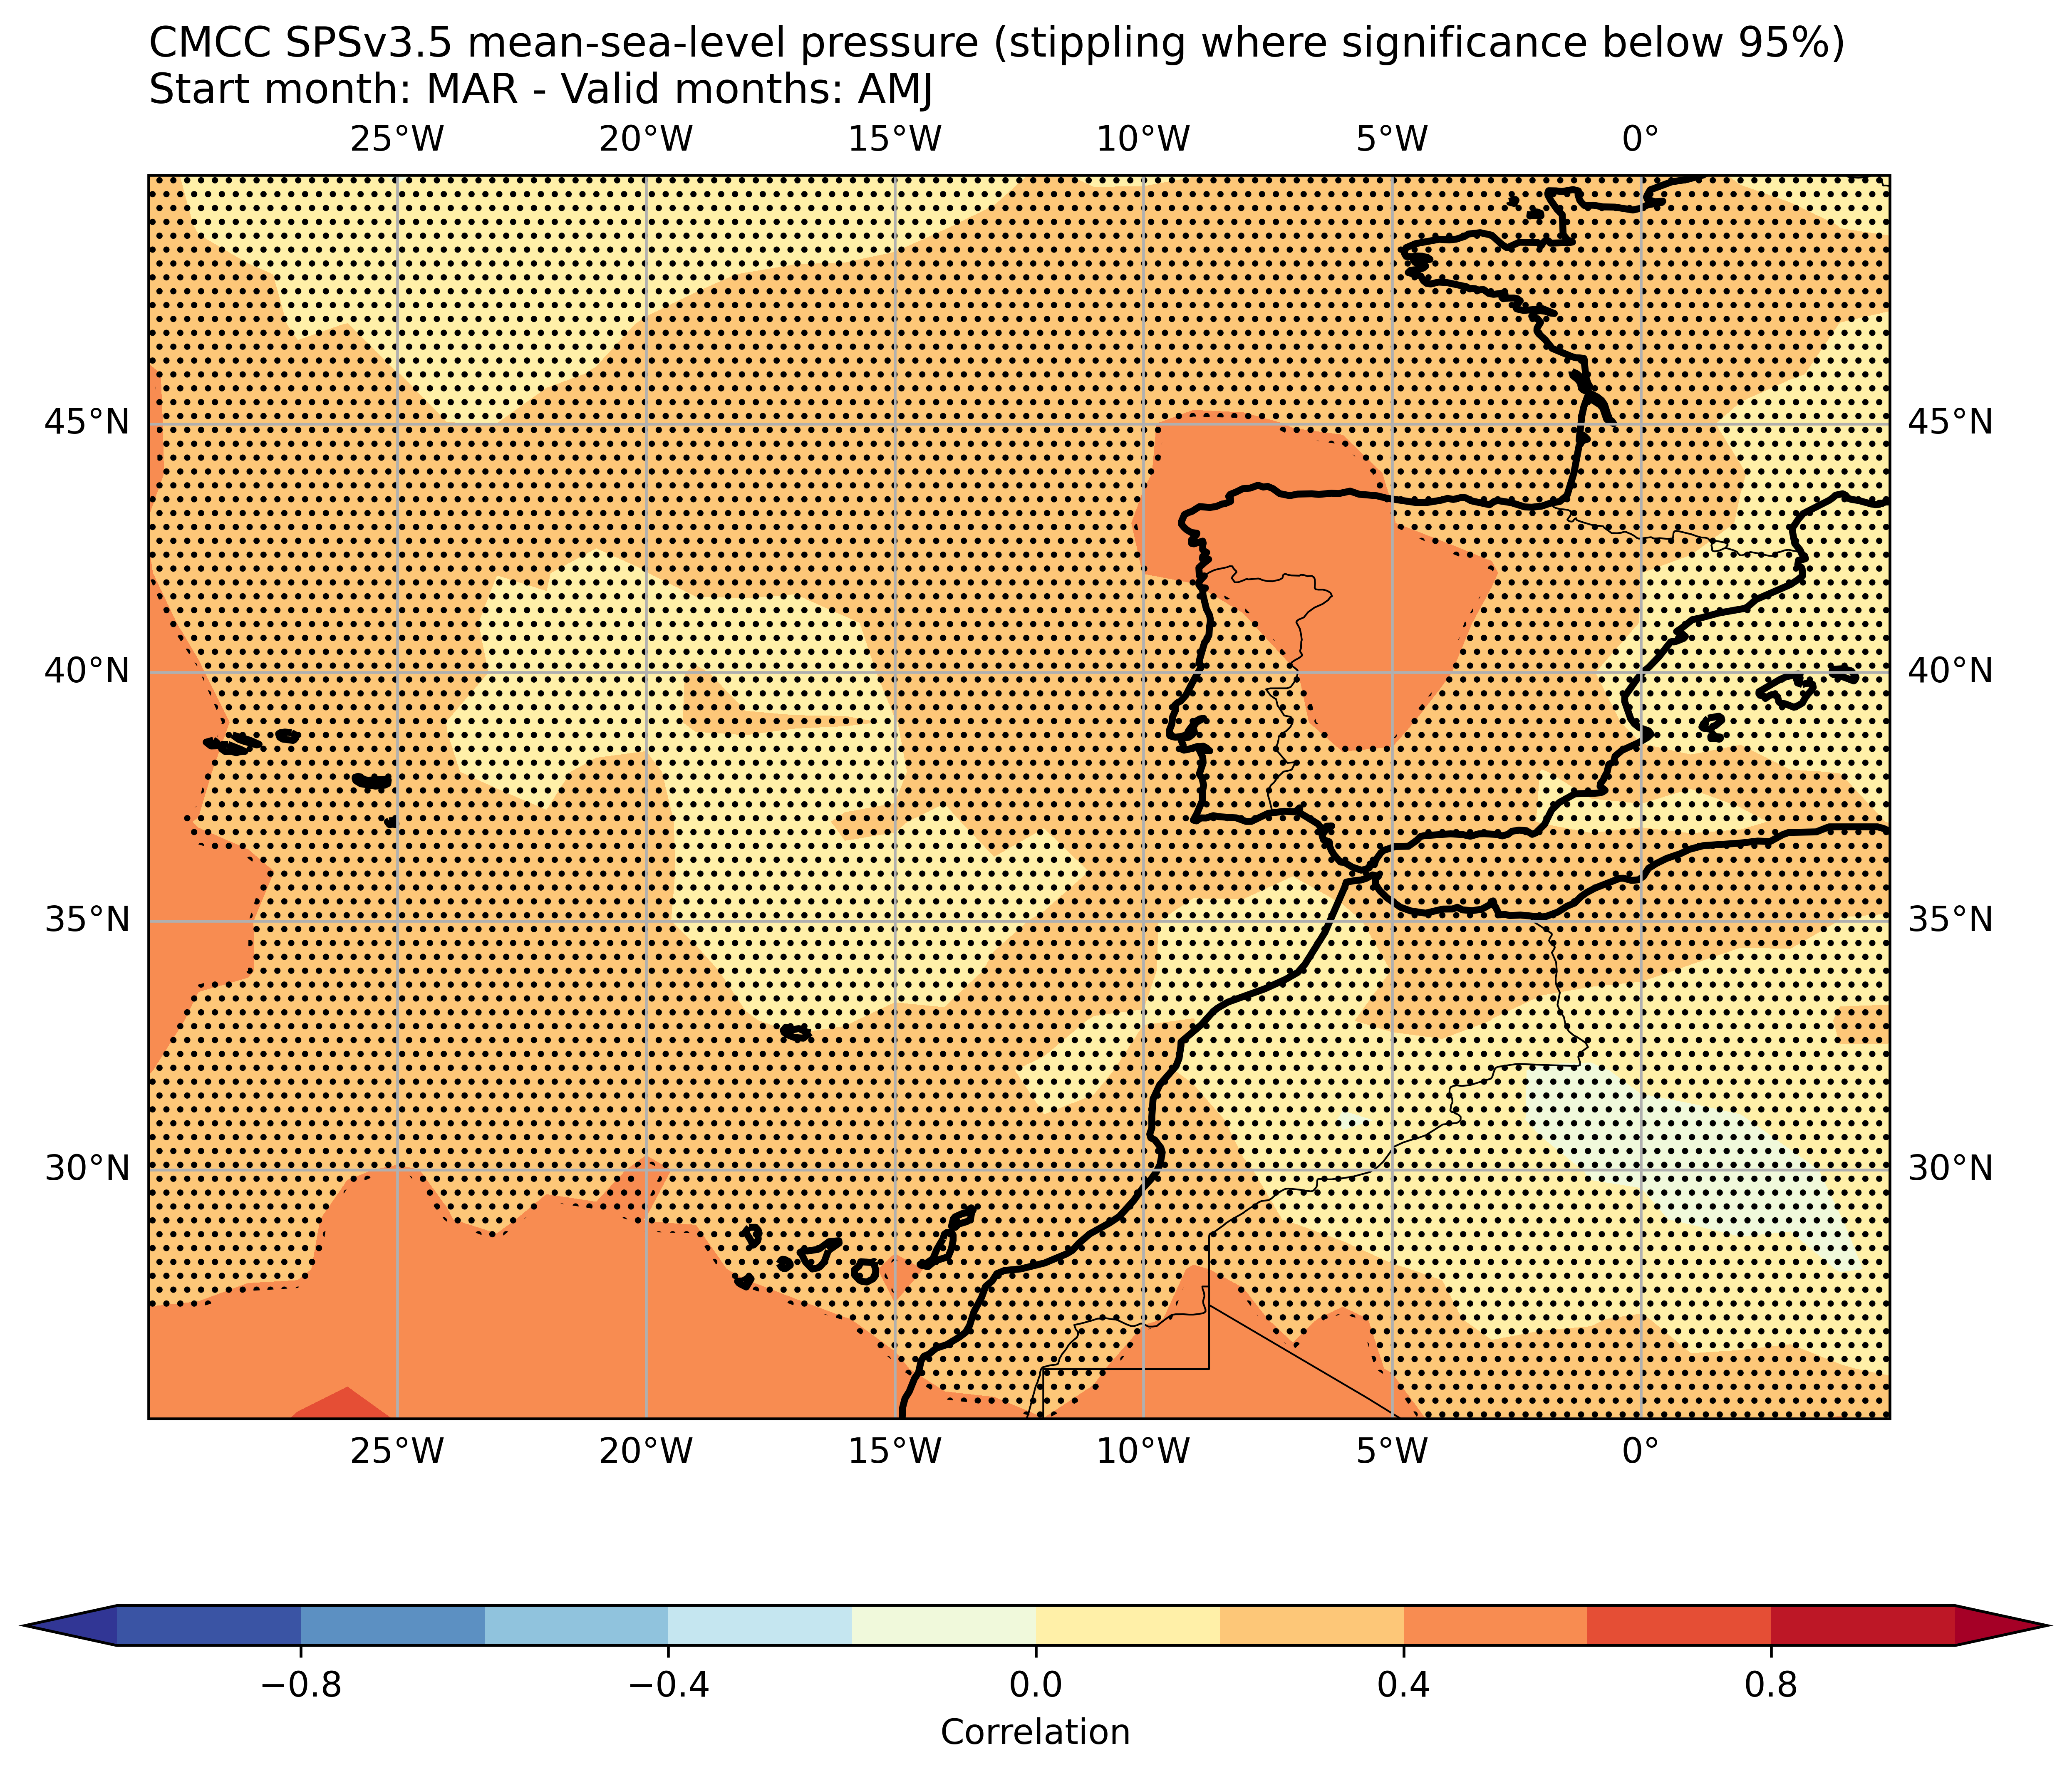 CMCC SPSv3.5 mean-sea-level pressure (stippling where significance below 95%)
Start month: MAR - Valid months: AMJ
25°W 20°W 15°W 10°W 5°W 0°
45°N 45°N
40°N 40°N
35°N 35°N
30°N 30°N
25°W 20°W 15°W 10°W 5°W 0°
−0.8 −0.4 0.0 0.4 0.8
Correlation